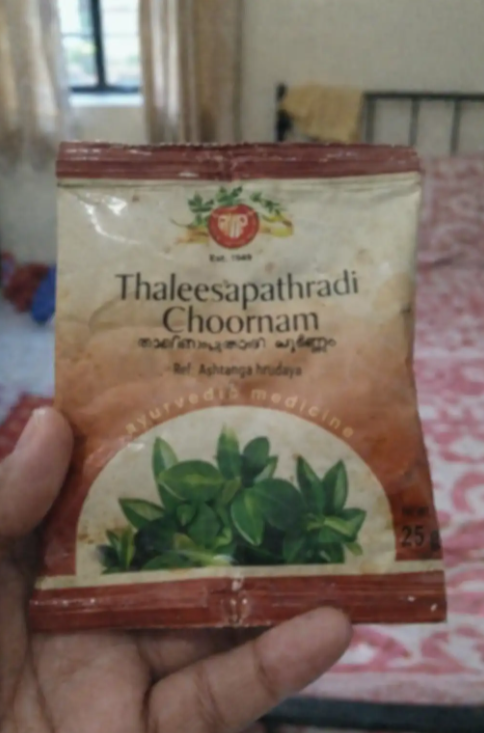 Est. 1949
Thaleesapathradi
Choornam
താലീസപത്രാദി ചൂർണ്ണം
Ref: Ashtanga hrudaya
ayurvedic medicine
25 g